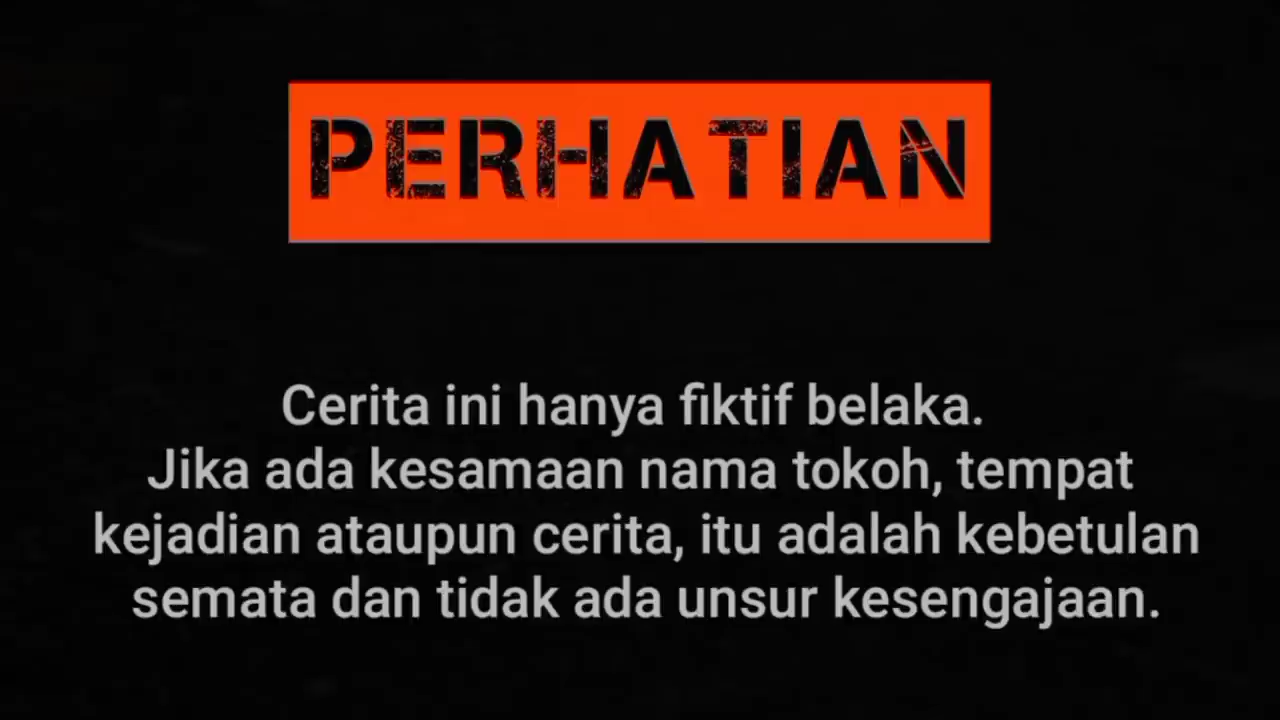 PERHATIAN
Cerita ini hanya fiktif belaka.
Jika ada kesamaan nama tokoh, tempat
kejadian ataupun cerita, itu adalah kebetulan
semata dan tidak ada unsur kesengajaan.